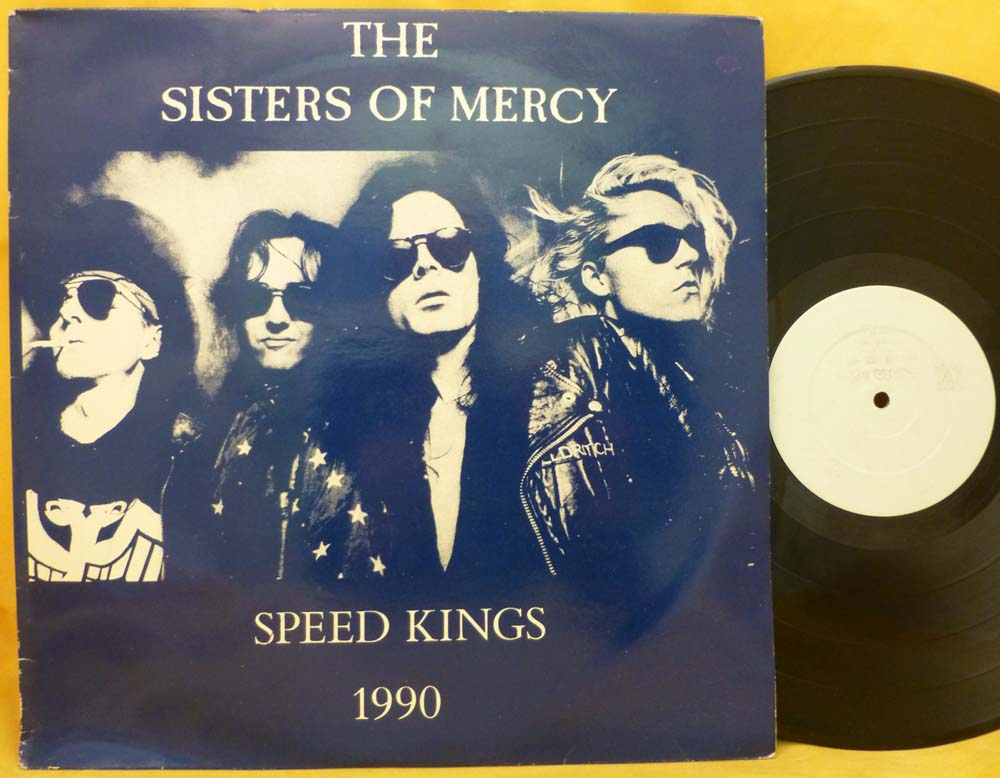 THE
SISTERS OF MERCY
SPEED KINGS
1990